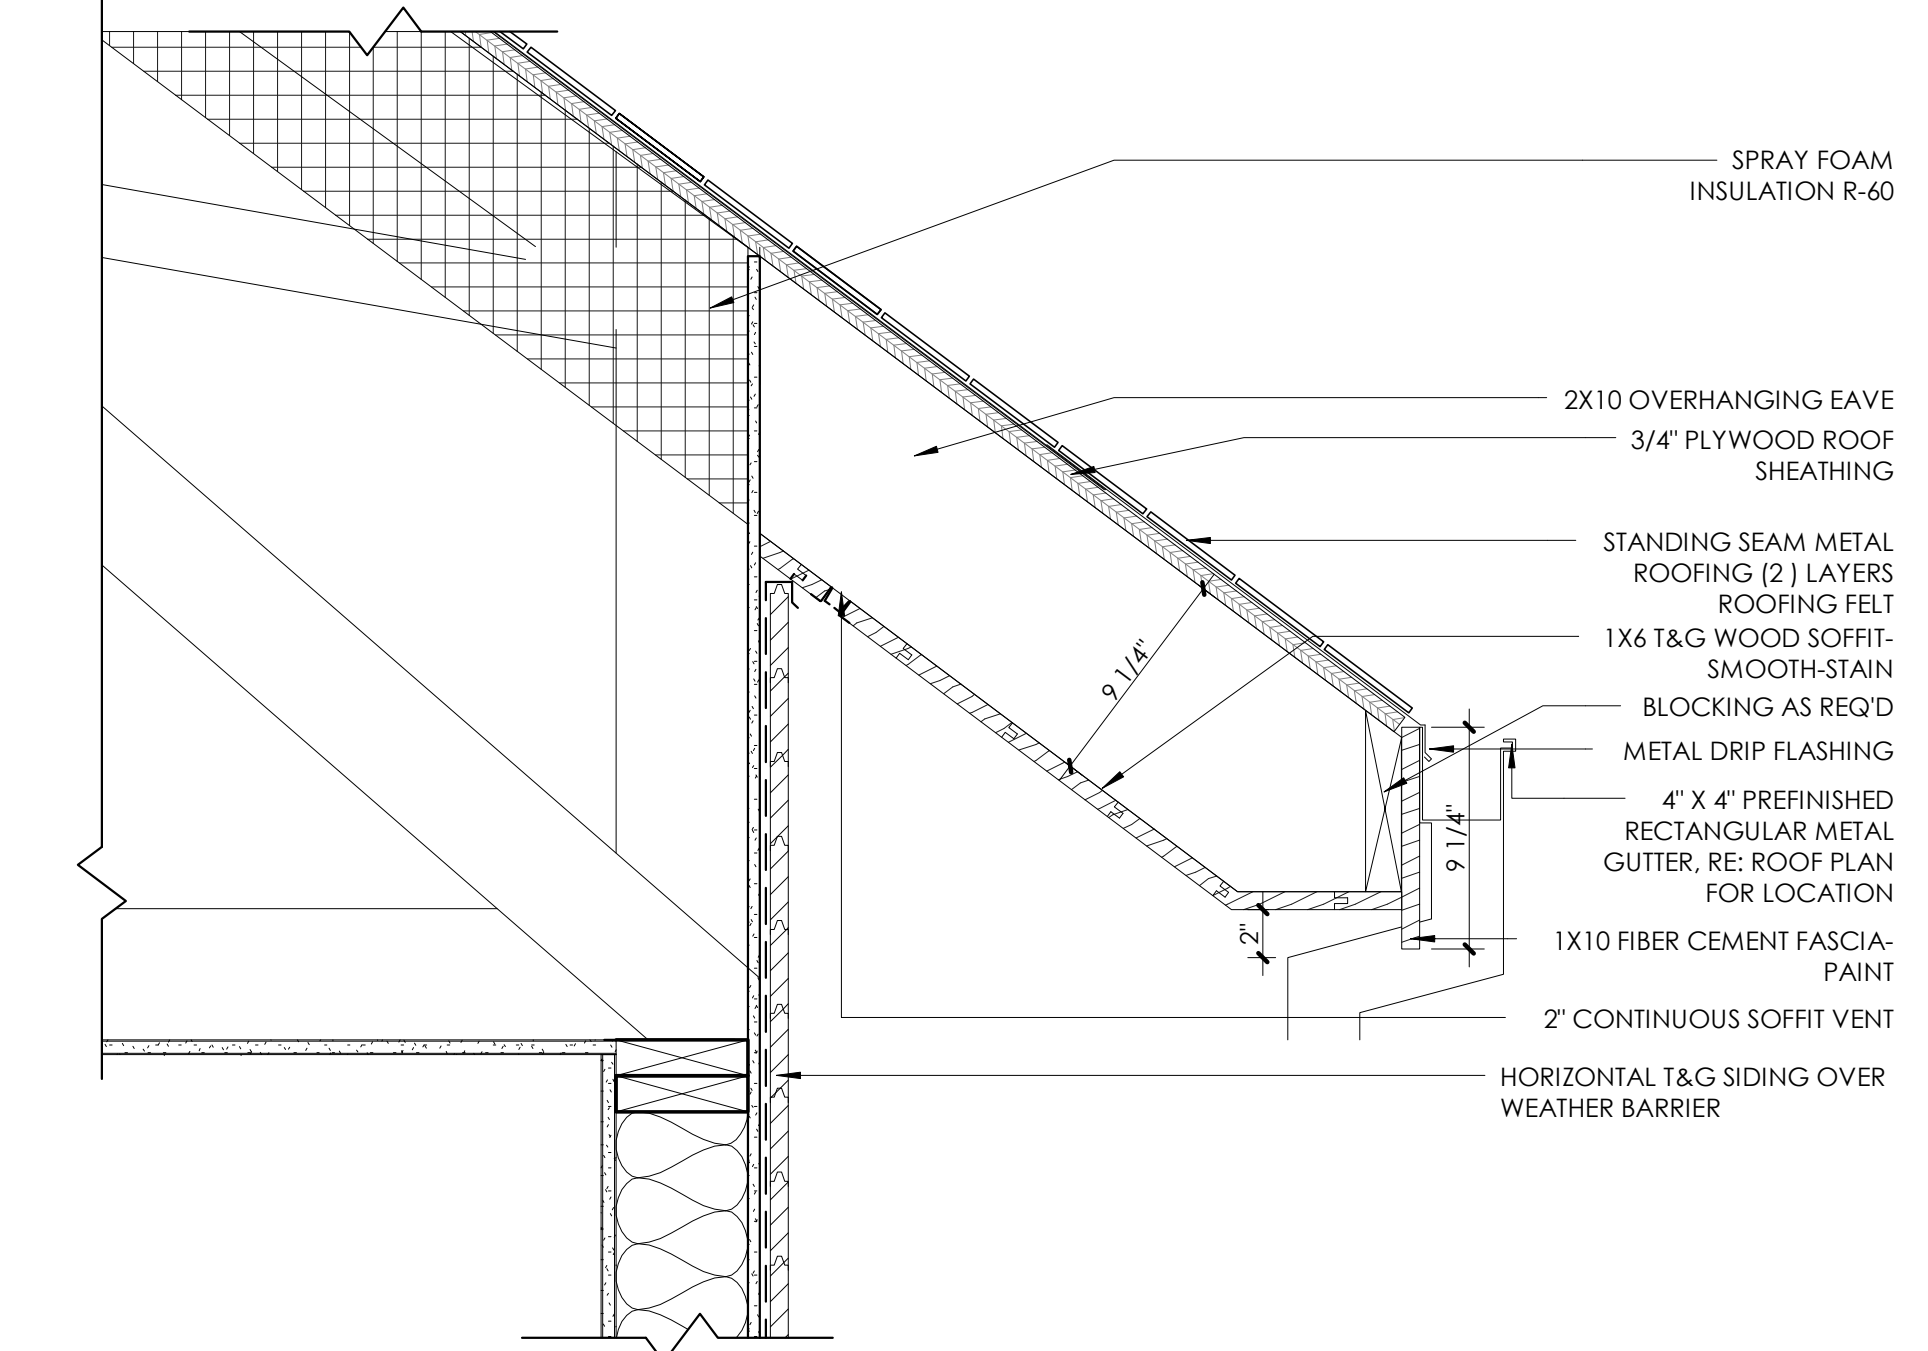 SPRAY FOAM
INSULATION R-60
2X10 OVERHANGING EAVE
3/4" PLYWOOD ROOF
SHEATHING
STANDING SEAM METAL
ROOFING (2 ) LAYERS
ROOFING FELT
1X6 T&G WOOD SOFFIT-
SMOOTH-STAIN
9 1/4"
BLOCKING AS REQ'D
METAL DRIP FLASHING
4" X 4" PREFINISHED
RECTANGULAR METAL
GUTTER, RE: ROOF PLAN
FOR LOCATION
9 1/4"
2"
1X10 FIBER CEMENT FASCIA-
PAINT
2" CONTINUOUS SOFFIT VENT
HORIZONTAL T&G SIDING OVER
WEATHER BARRIER